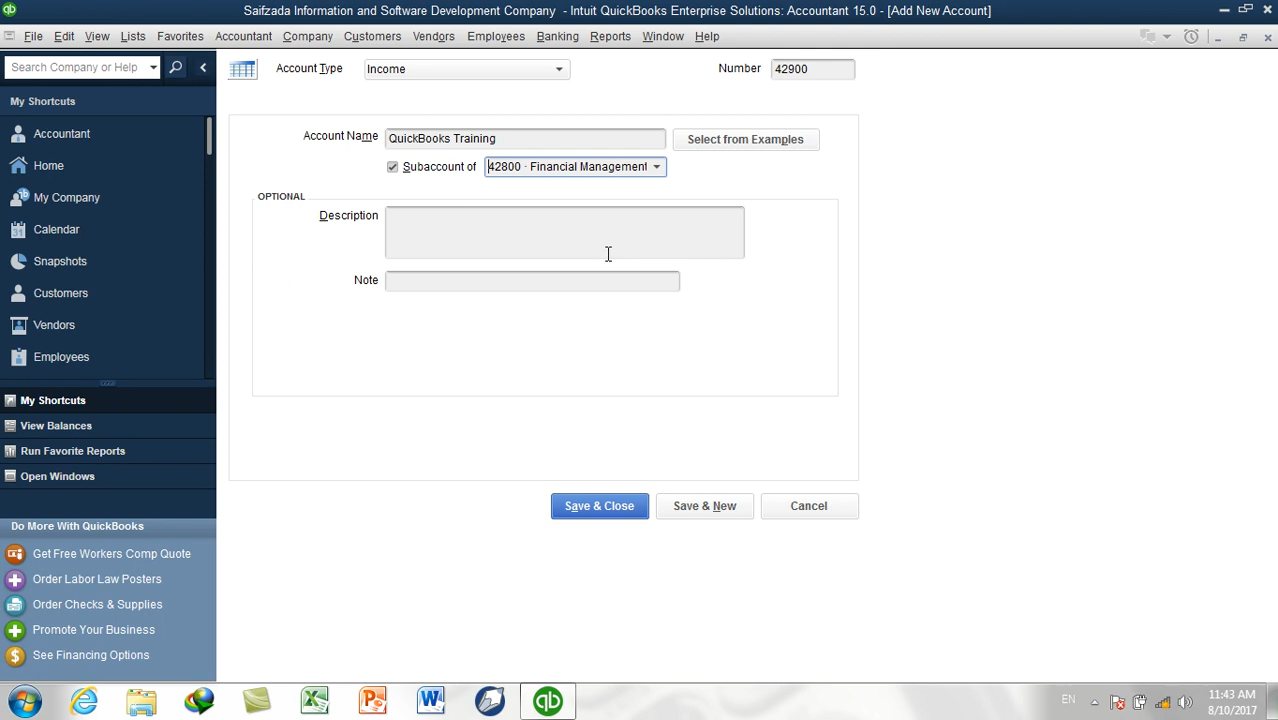 Saifzada Information and Software Development Company - Intuit QuickBooks Enterprise Solutions: Accountant 15.0 - [Add New Account]
File Edit View Lists Favorites Accountant Company Customers Vendors Employees Banking Reports Window Help
Search Company or Help
Account Type Income Number 42900
My Shortcuts
Accountant
Home
My Company
Calendar
31
Snapshots
Customers
Vendors
Employees
My Shortcuts
View Balances
Run Favorite Reports
Open Windows
Do More With QuickBooks
Get Free Workers Comp Quote
Order Labor Law Posters
Order Checks & Supplies
Promote Your Business
See Financing Options
Account Name QuickBooks Training Select from Examples
Subaccount of 42800 · Financial Management
OPTIONAL
Description
Note
Save & Close Save & New Cancel
EN
11:43 AM
8/10/2017